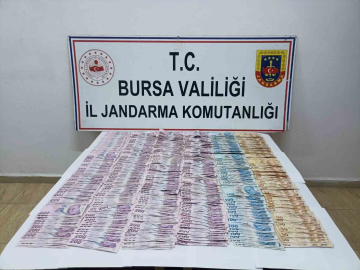 T.C.
BURSA VALİLİĞİ
İL JANDARMA KOMUTANLIĞI